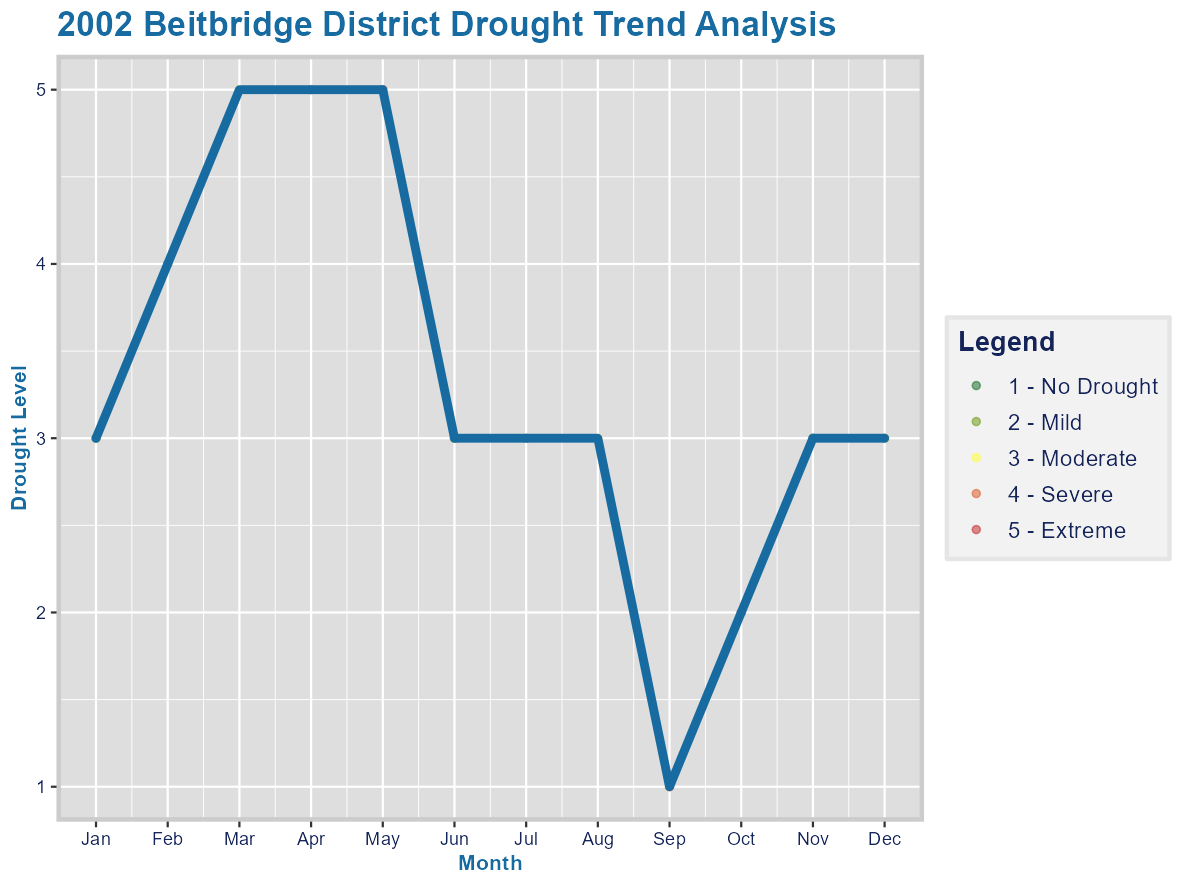 2002 Beitbridge District Drought Trend Analysis
Drought Level
5
4
3
2
1
Jan Feb Mar Apr May Jun Jul Aug Sep Oct Nov Dec
Month
Legend
1 - No Drought
2 - Mild
3 - Moderate
4 - Severe
5 - Extreme